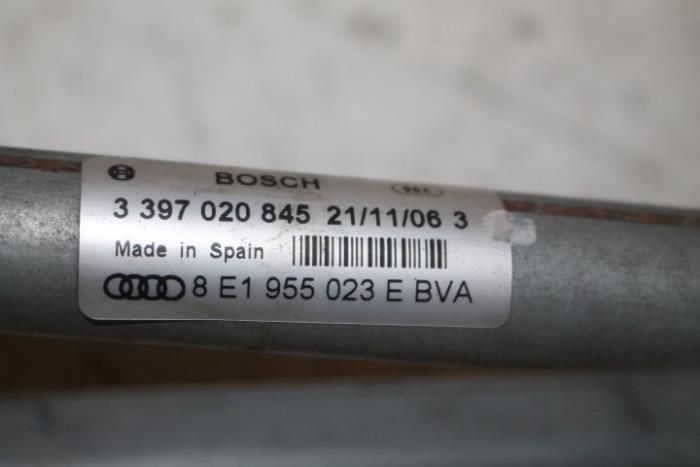 BOSCH
3 397 020 845 21/11/06 3
Made in Spain
8 E1 955 023 E BVA